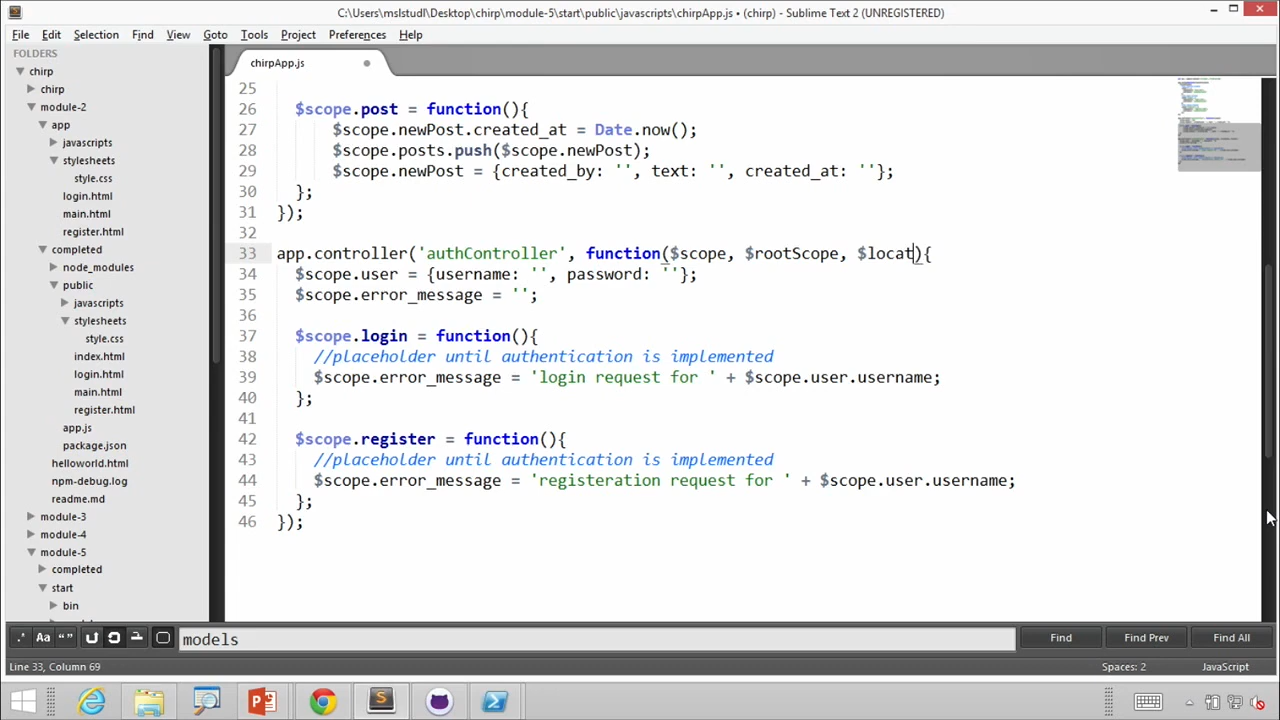 C:\Users\mslstudl\Desktop\chirp\module-5\start\public\javascripts\chirpApp.js • (chirp) - Sublime Text 2 (UNREGISTERED)
File Edit Selection Find View Goto Tools Project Preferences Help
FOLDERS
chirp
chirp
module-2
app
javascripts
stylesheets
style.css
login.html
main.html
register.html
completed
node_modules
public
javascripts
stylesheets
style.css
index.html
login.html
main.html
register.html
app.js
package.json
helloworld.html
npm-debug.log
readme.md
module-3
module-4
module-5
completed
start
bin
chirpApp.js
25
26 $scope.post = function(){
27 $scope.newPost.created_at = Date.now();
28 $scope.posts.push($scope.newPost);
29 $scope.newPost = {created_by: '', text: '', created_at: ''};
30 };
31 });
32
33 app.controller('authController', function($scope, $rootScope, $locat){
34 $scope.user = {username: '', password: ''};
35 $scope.error_message = '';
36
37 $scope.login = function(){
38 //placeholder until authentication is implemented
39 $scope.error_message = 'login request for ' + $scope.user.username;
40 };
41
42 $scope.register = function(){
43 //placeholder until authentication is implemented
44 $scope.error_message = 'registeration request for ' + $scope.user.username;
45 };
46 });
.* Aa “” models Find Find Prev Find All
Line 33, Column 69 Spaces: 2 JavaScript